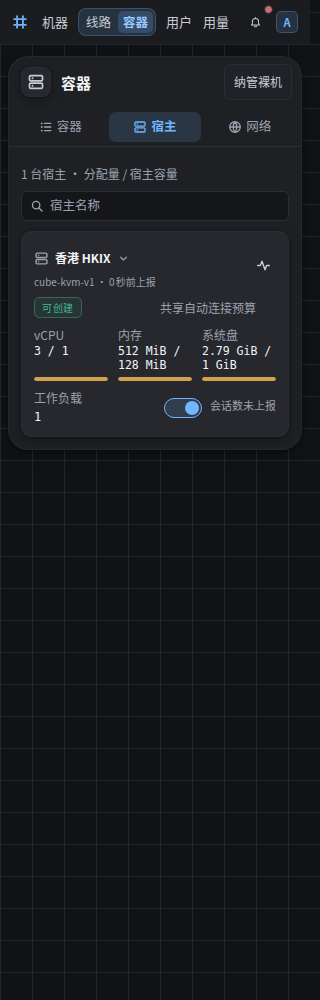 机器 线路 容器 用户 用量 A
容器 纳管裸机
容器 宿主 网络
1 台宿主 · 分配量 / 宿主容量
宿主名称
香港 HKIX
cube-kvm-v1 · 0 秒前上报
可创建 共享自动连接预算
vCPU 内存 系统盘
3 / 1 512 MiB / 2.79 GiB /
128 MiB 1 GiB
工作负载
1 会话数未上报